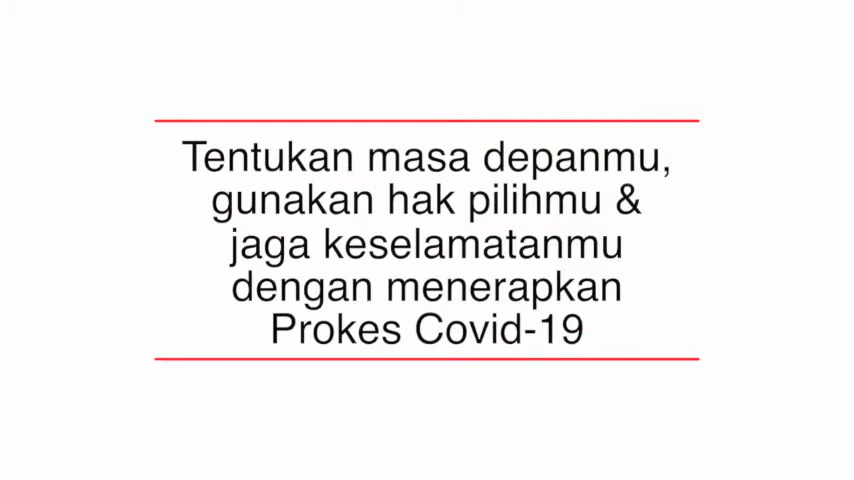 Tentukan masa depanmu,
gunakan hak pilihmu &
jaga keselamatanmu
dengan menerapkan
Prokes Covid-19